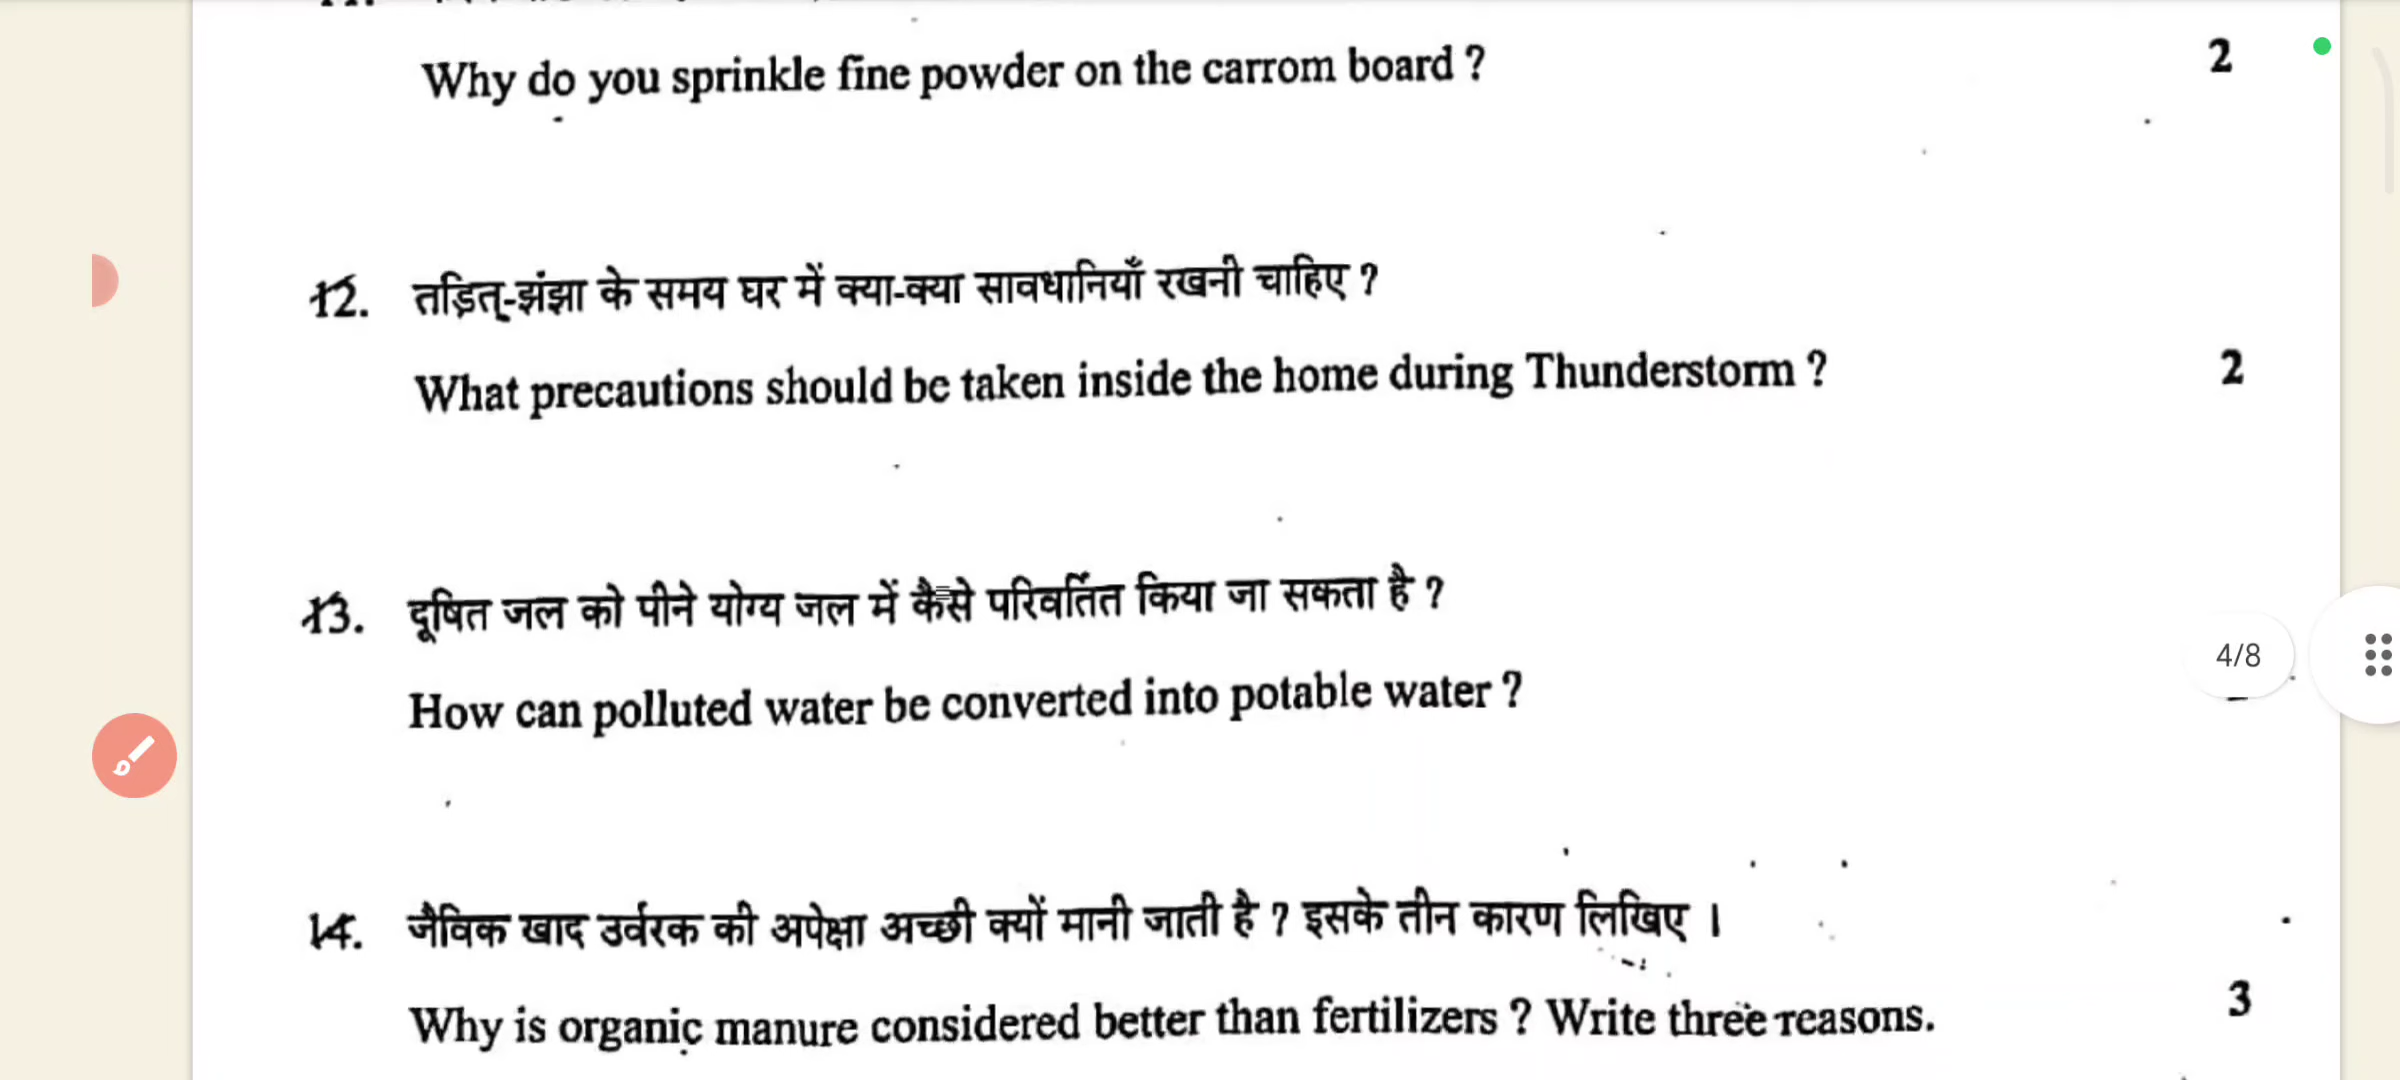 Why do you sprinkle fine powder on the carrom board ? 2
12. तड़ित्-झंझा के समय घर में क्या-क्या सावधानियाँ रखनी चाहिए ?
What precautions should be taken inside the home during Thunderstorm ? 2
13. दूषित जल को पीने योग्य जल में कैसे परिवर्तित किया जा सकता है ?
4/8
How can polluted water be converted into potable water ?
14. जैविक खाद उर्वरक की अपेक्षा अच्छी क्यों मानी जाती है ? इसके तीन कारण लिखिए ।
Why is organic manure considered better than fertilizers ? Write three reasons. 3